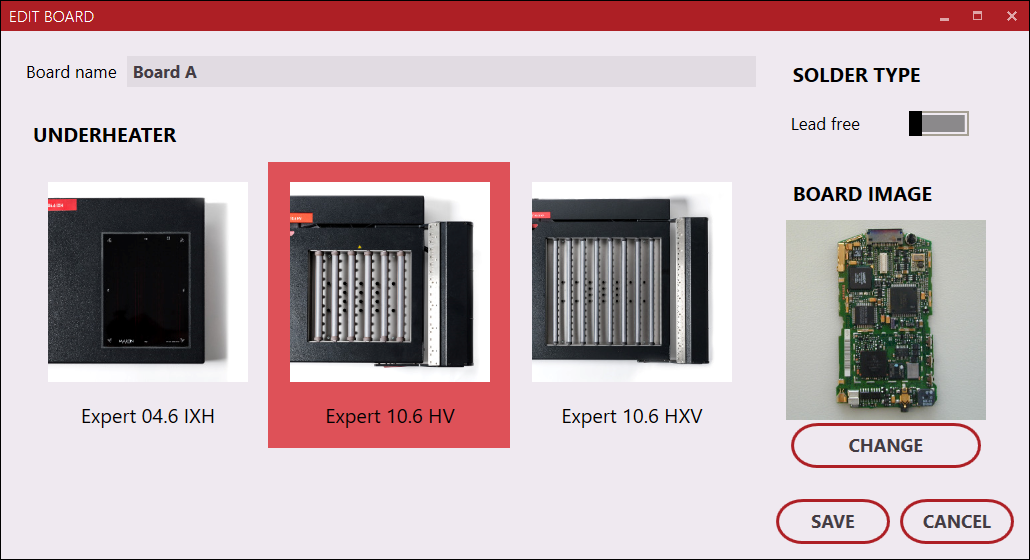 EDIT BOARD
Board name Board A
SOLDER TYPE
Lead free
UNDERHEATER
BOARD IMAGE
Expert 04.6 IXH
Expert 10.6 HV
Expert 10.6 HXV
CHANGE
SAVE
CANCEL